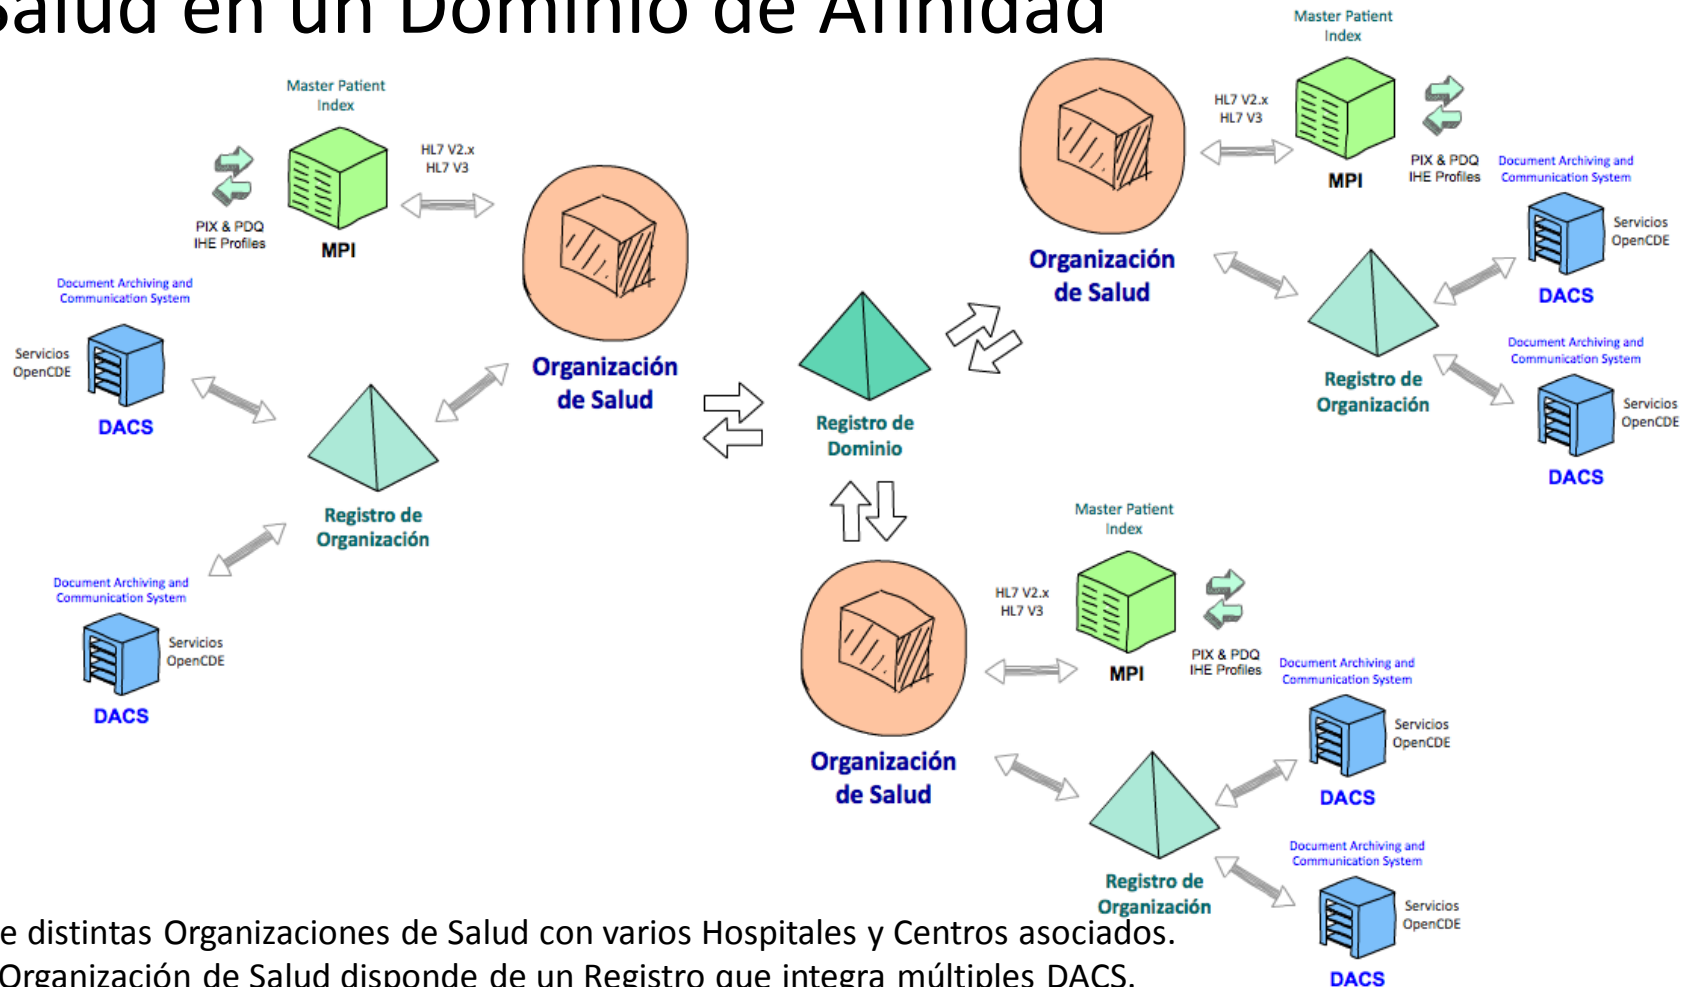 Salud en un Dominio de Afinidad
Master Patient
Index
HL7 V2.x
HL7 V3
PIX & PDQ
IHE Profiles
MPI
Organización
de Salud
Document Archiving and
Communication System
Servicios
OpenCDE
DACS
Registro de
Organización
Document Archiving and
Communication System
Servicios
OpenCDE
DACS
Registro de
Dominio
Master Patient
Index
HL7 V2.x
HL7 V3
MPI
PIX & PDQ
IHE Profiles
Organización
de Salud
Document Archiving and
Communication System
Servicios
OpenCDE
DACS
Registro de
Organización
Document Archiving and
Communication System
Servicios
OpenCDE
DACS
Master Patient
Index
HL7 V2.x
HL7 V3
MPI
PIX & PDQ
IHE Profiles
Organización
de Salud
Document Archiving and
Communication System
Servicios
OpenCDE
DACS
Registro de
Organización
Document Archiving and
Communication System
Servicios
OpenCDE
DACS
e distintas Organizaciones de Salud con varios Hospitales y Centros asociados.
Organización de Salud disponde de un Registro que integra múltiples DACS.